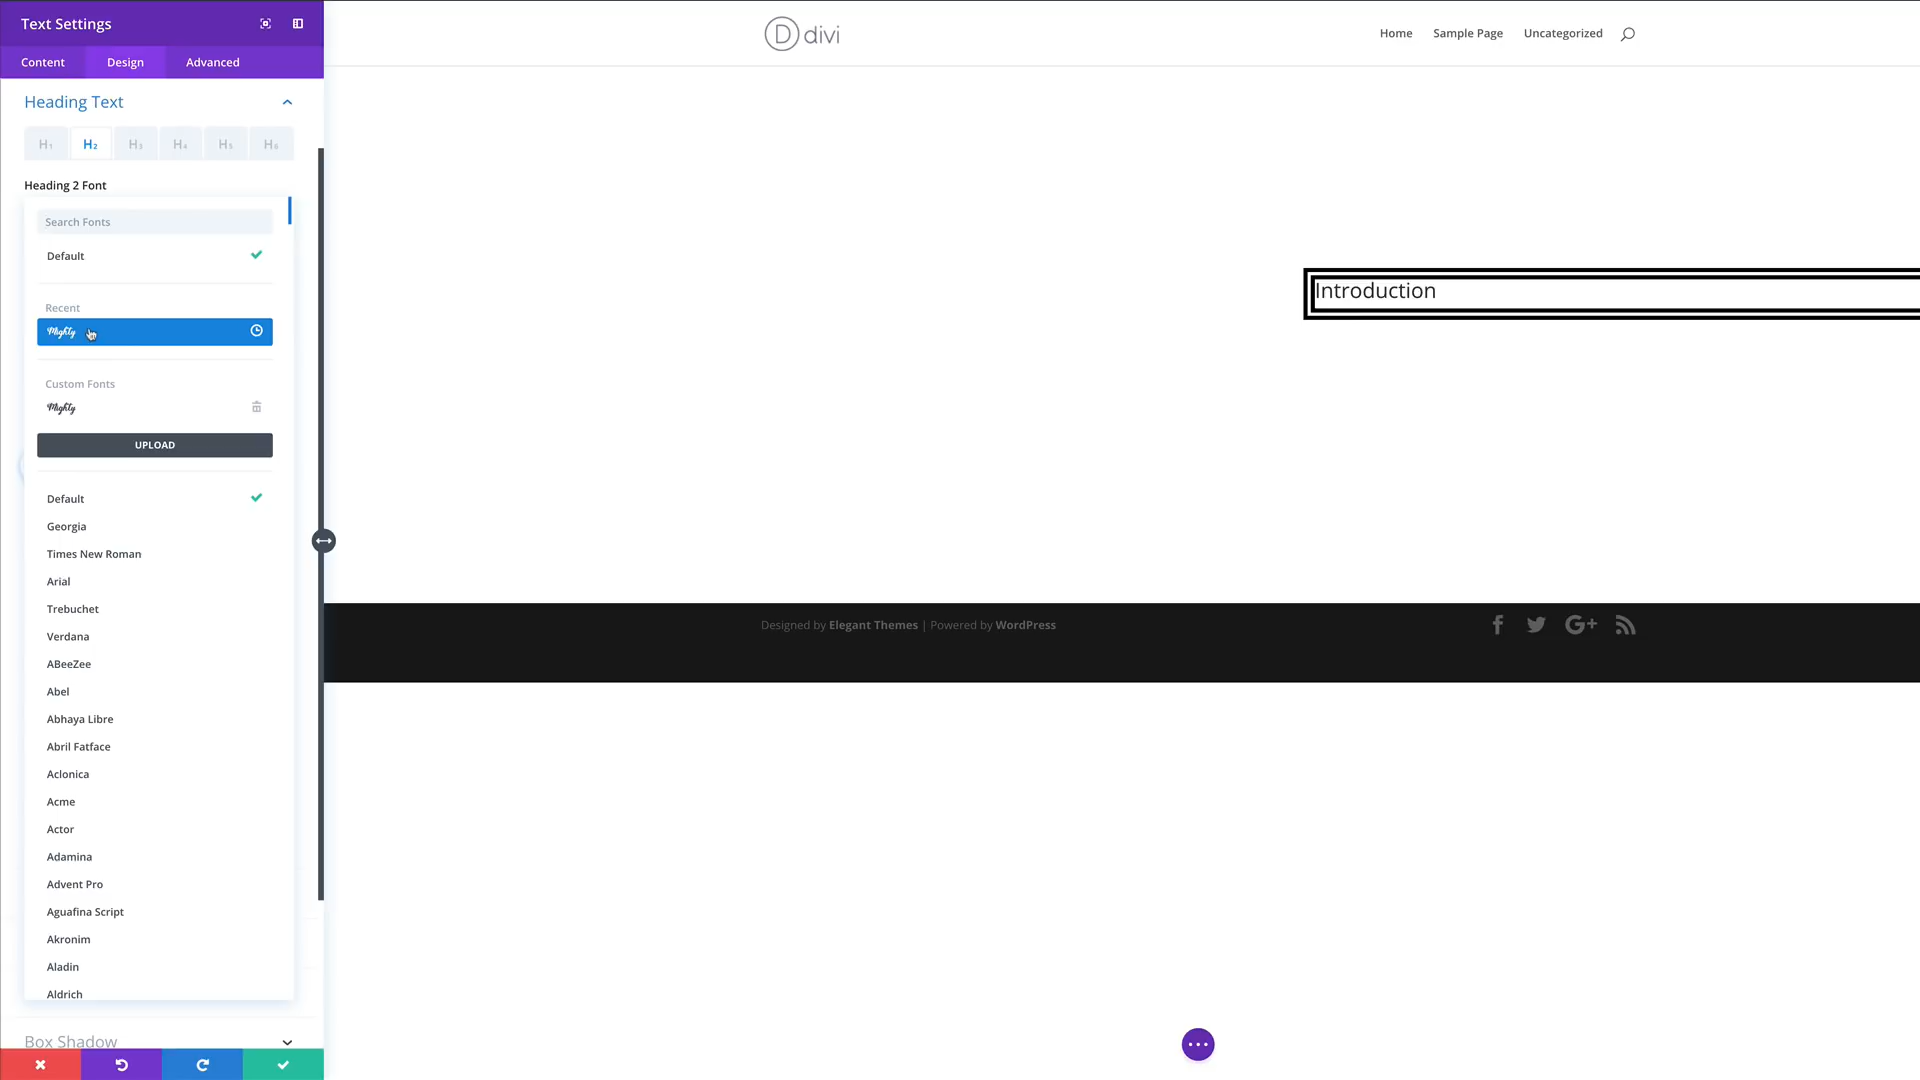 Text Settings
Content
Design
Advanced
Heading Text
H1
H2
H3
H4
H5
H6
Heading 2 Font
Search Fonts
Default
Recent
Mighty
Custom Fonts
Mighty
UPLOAD
Default
Georgia
Times New Roman
Arial
Trebuchet
Verdana
ABeeZee
Abel
Abhaya Libre
Abril Fatface
Aclonica
Acme
Actor
Adamina
Advent Pro
Aguafina Script
Akronim
Aladin
Aldrich
Box Shadow
D divi
Home
Sample Page
Uncategorized
Introduction
Designed by Elegant Themes | Powered by WordPress
G+